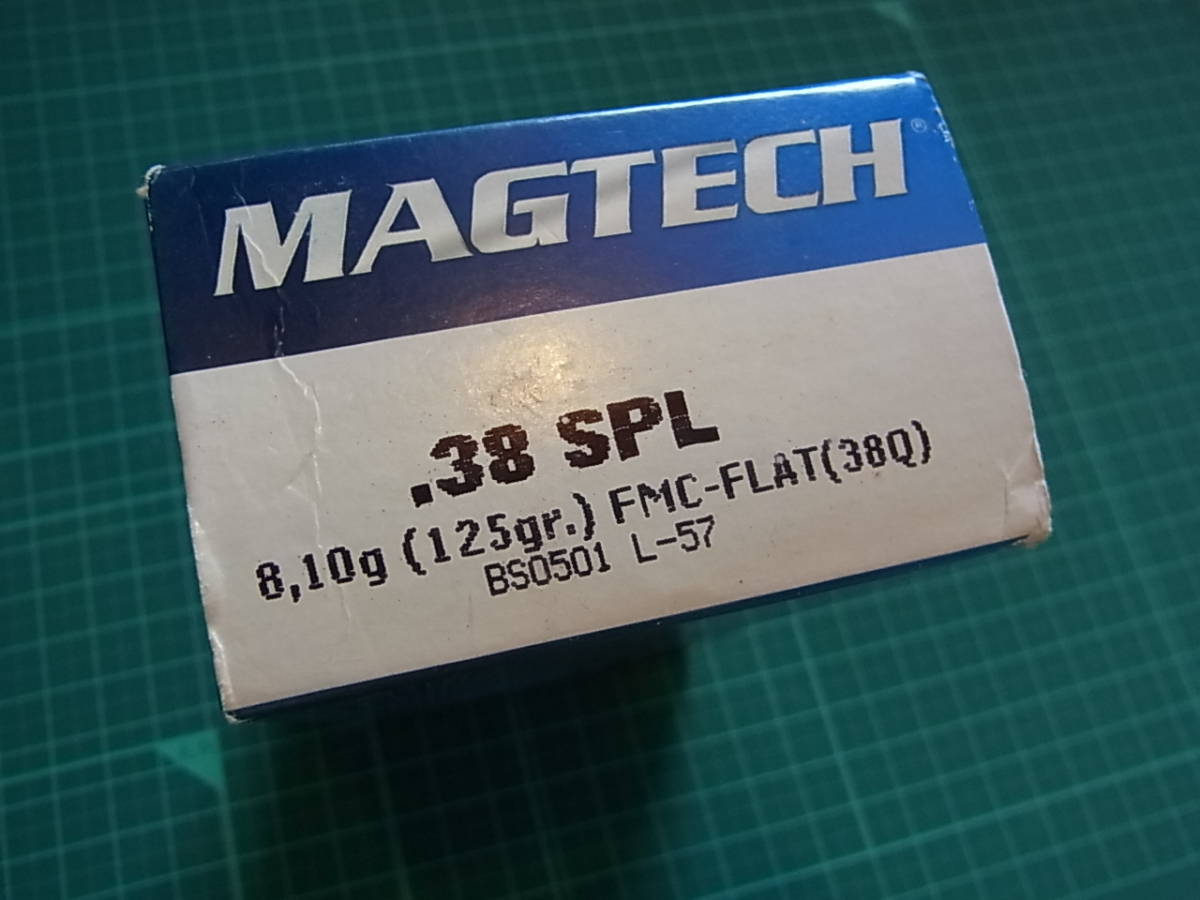 MAGTECH®
.38 SPL
8,10g (125gr.) FMC-FLAT(38Q)
BS0501 L-57